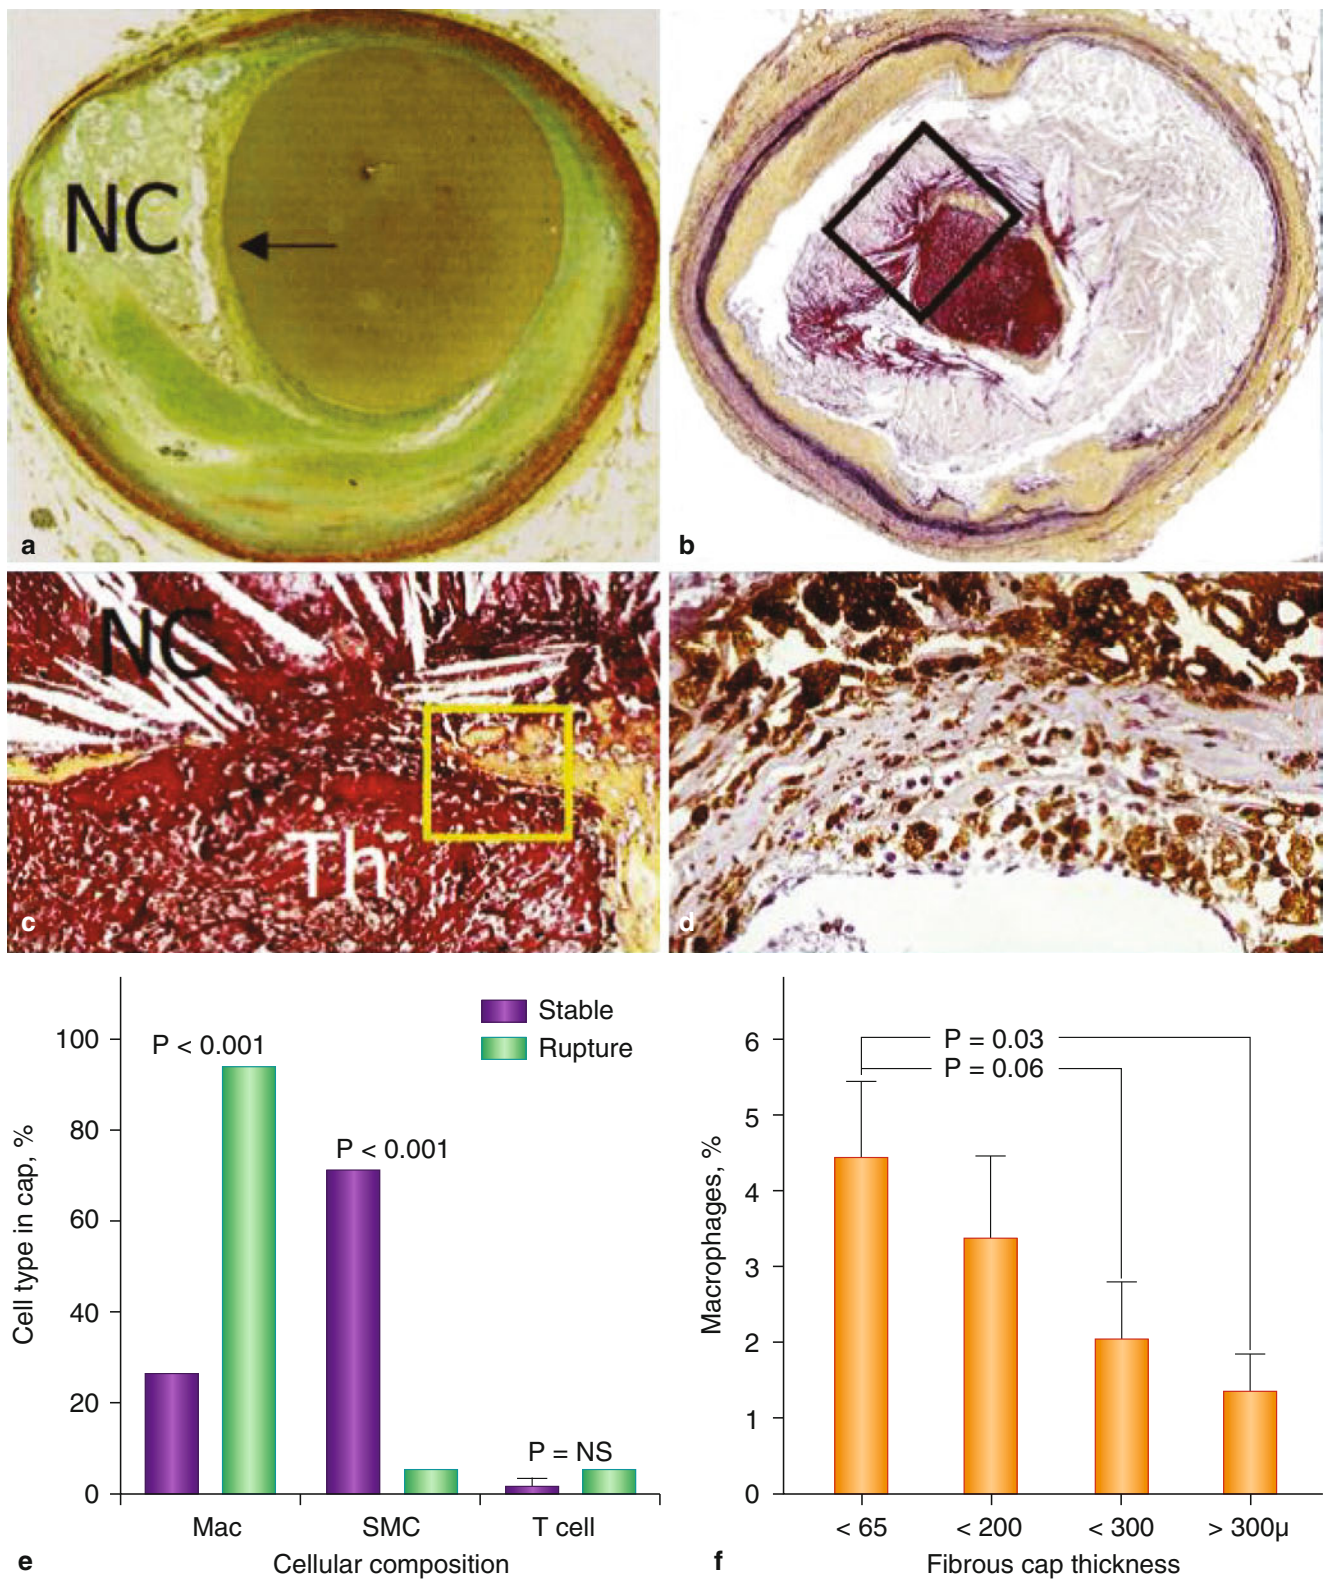 NC
a
b
NC
Th
c
d
Stable
Rupture
P < 0.001
P < 0.001
P = NS
100
80
60
40
20
0
Cell type in cap, %
Mac
SMC
T cell
Cellular composition
e
P = 0.03
P = 0.06
6
5
4
3
2
1
0
Macrophages, %
< 65
< 200
< 300
> 300µ
Fibrous cap thickness
f